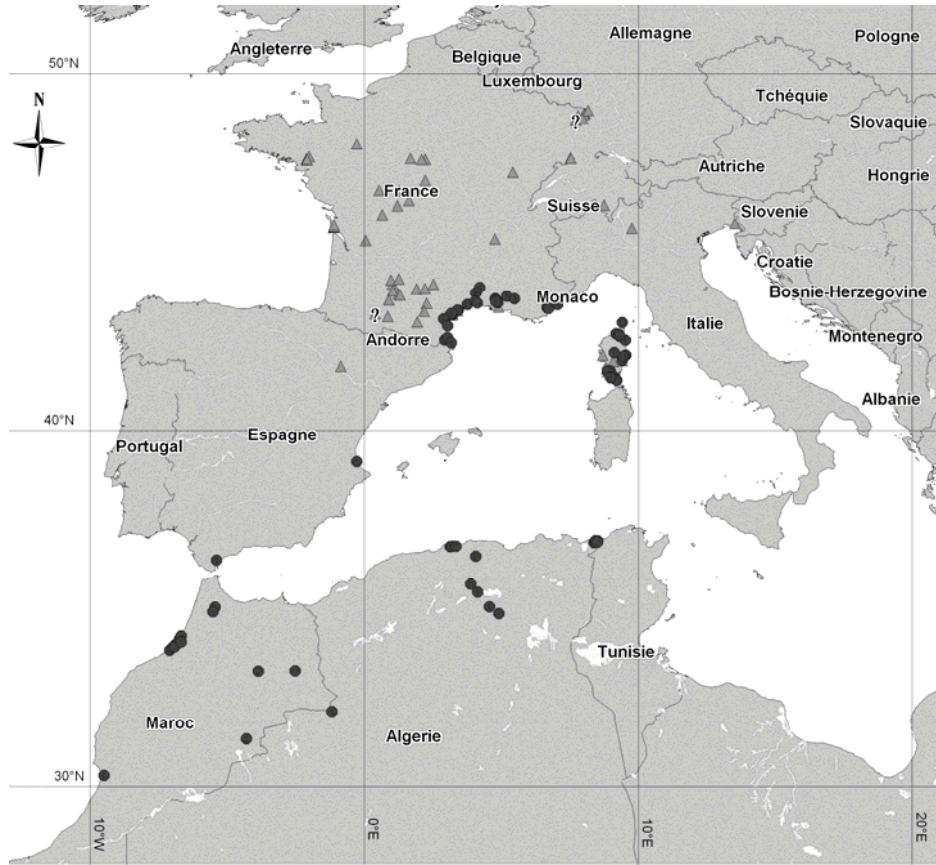 Angleterre
Allemagne
Pologne
Belgique
50°N
Luxembourg
Tchéquie
N
?
Slovaquie
Autriche
Hongrie
France
Suisse
Slovenie
Croatie
Monaco
Bosnie-Herzegovine
?
Italie
Andorre
Montenegro
Albanie
40°N
Portugal
Espagne
Tunisie
Maroc
Algerie
30°N
10°W
0°E
10°E
20°E